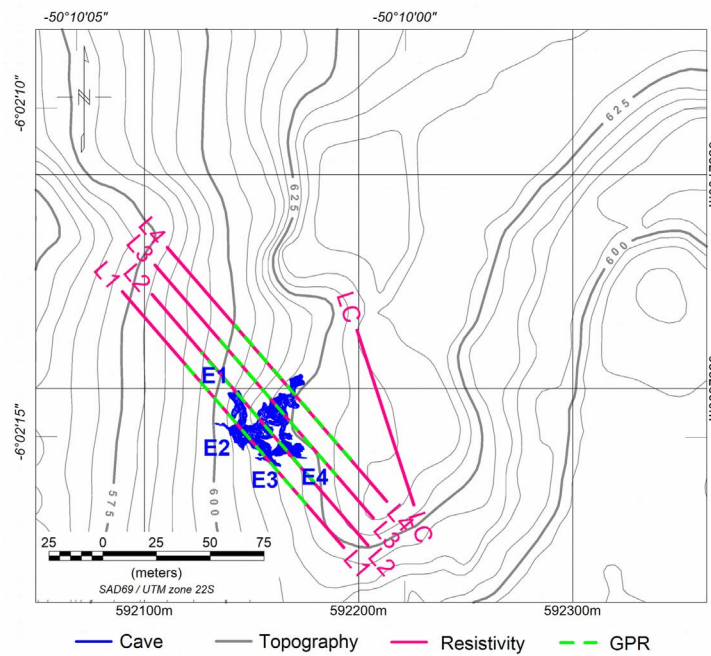 -50°10'05"
-50°10'00"
-6°02'10"
-6°02'15"
N
625
625
600
600
575
L4
L3
L2
L1
LC
E1
E2
E3
E4
L4
LC
L3
L2
L1
25 0 25 50 75
(meters)
SAD69 / UTM zone 22S
592100m 592200m 592300m
Cave Topography Resistivity GPR